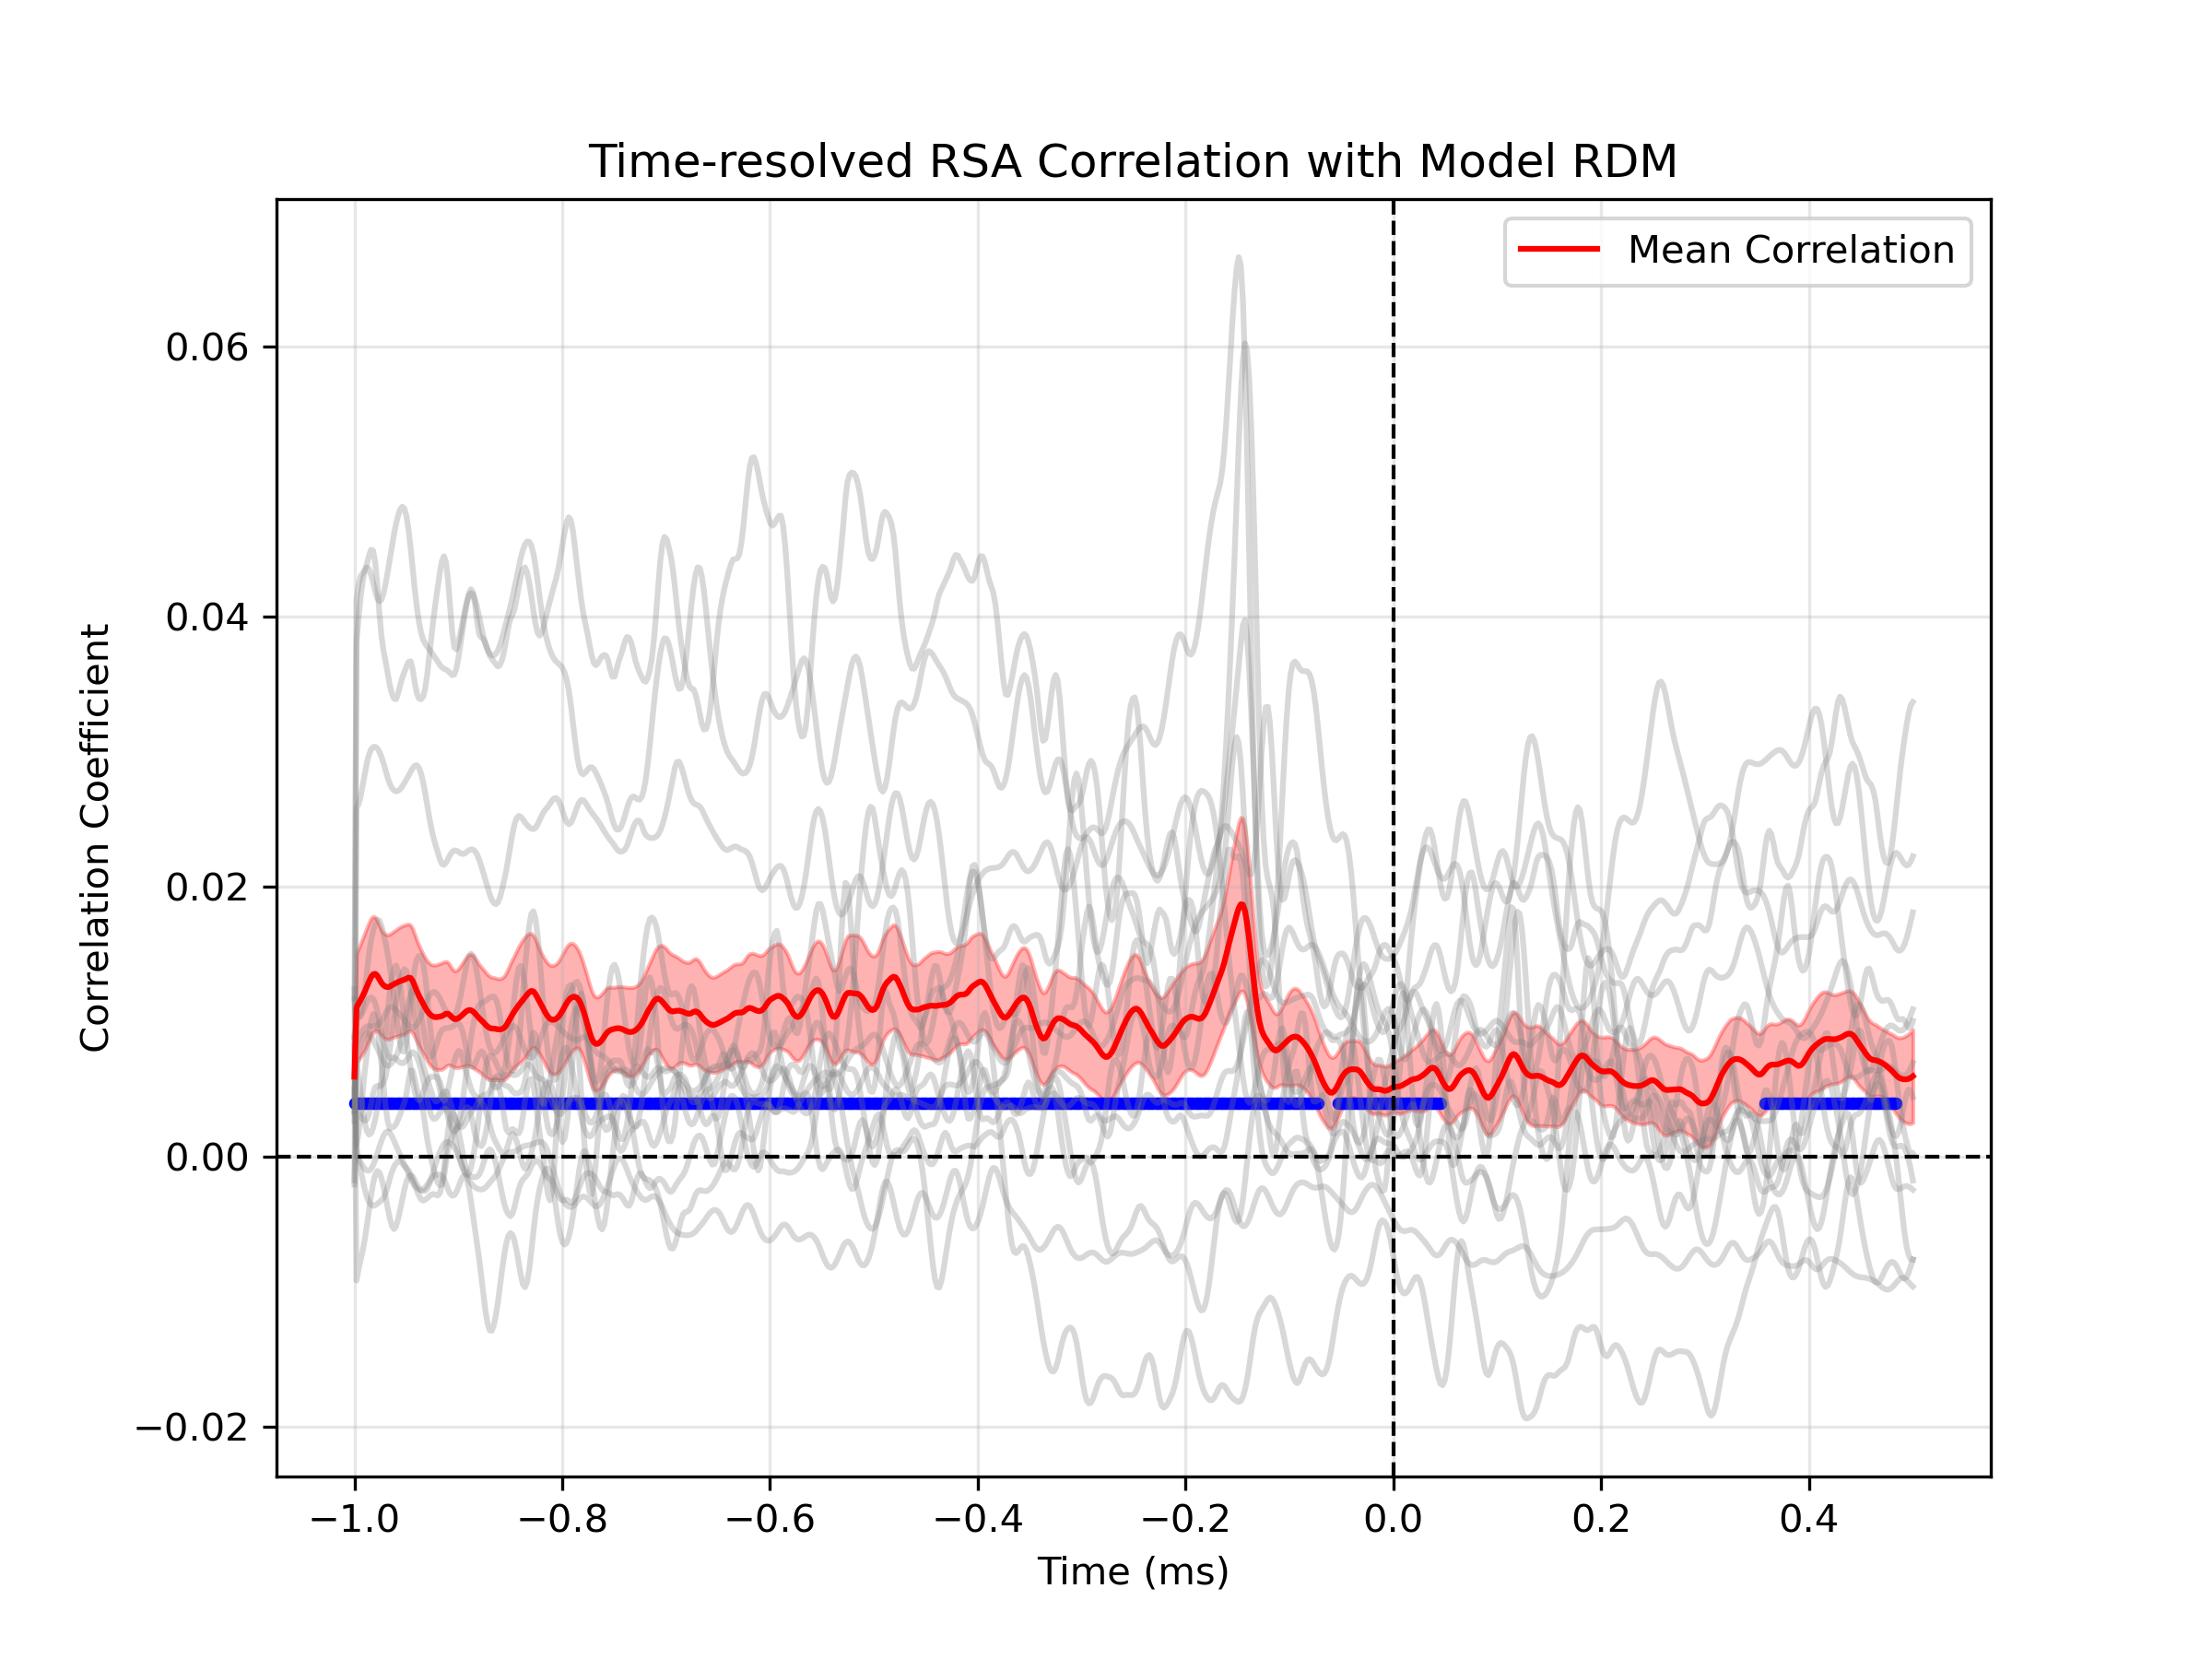 Time-resolved RSA Correlation with Model RDM
Mean Correlation
Correlation Coefficient
0.06
0.04
0.02
0.00
−0.02
−1.0 −0.8 −0.6 −0.4 −0.2 0.0 0.2 0.4
Time (ms)